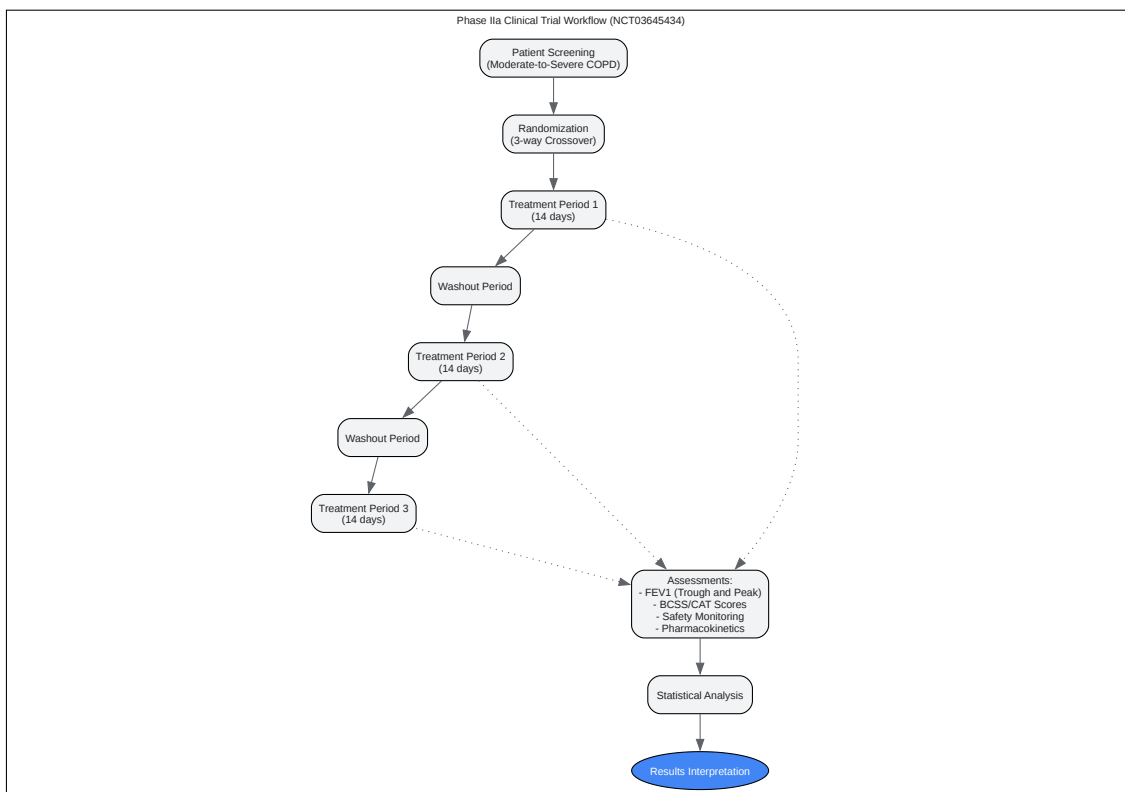 Phase IIa Clinical Trial Workflow (NCT03645434)
Patient Screening
(Moderate-to-Severe COPD)
Randomization
(3-way Crossover)
Treatment Period 1
(14 days)
Washout Period
Treatment Period 2
(14 days)
Washout Period
Treatment Period 3
(14 days)
Assessments:
- FEV1 (Trough and Peak)
- BCSS/CAT Scores
- Safety Monitoring
- Pharmacokinetics
Statistical Analysis
Results Interpretation